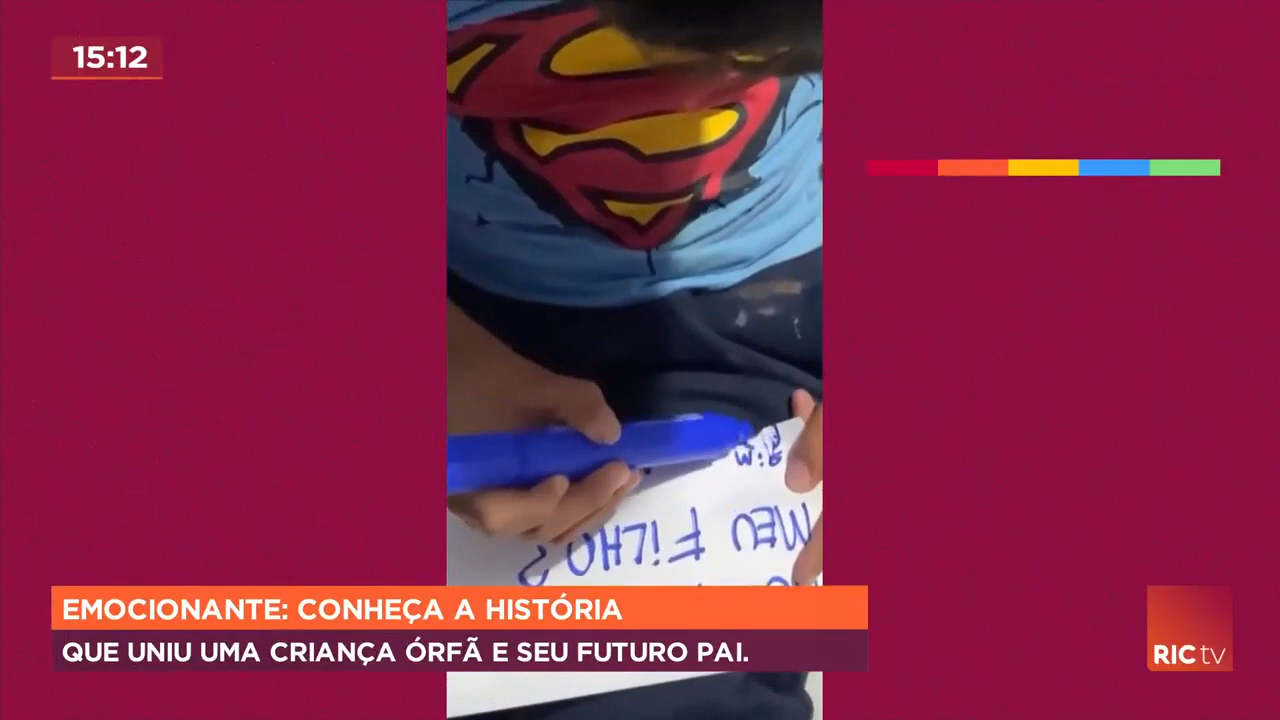 15:12
MEU FILHO?
EMOCIONANTE: CONHEÇA A HISTÓRIA
QUE UNIU UMA CRIANÇA ÓRFÃ E SEU FUTURO PAI.
RIC tv